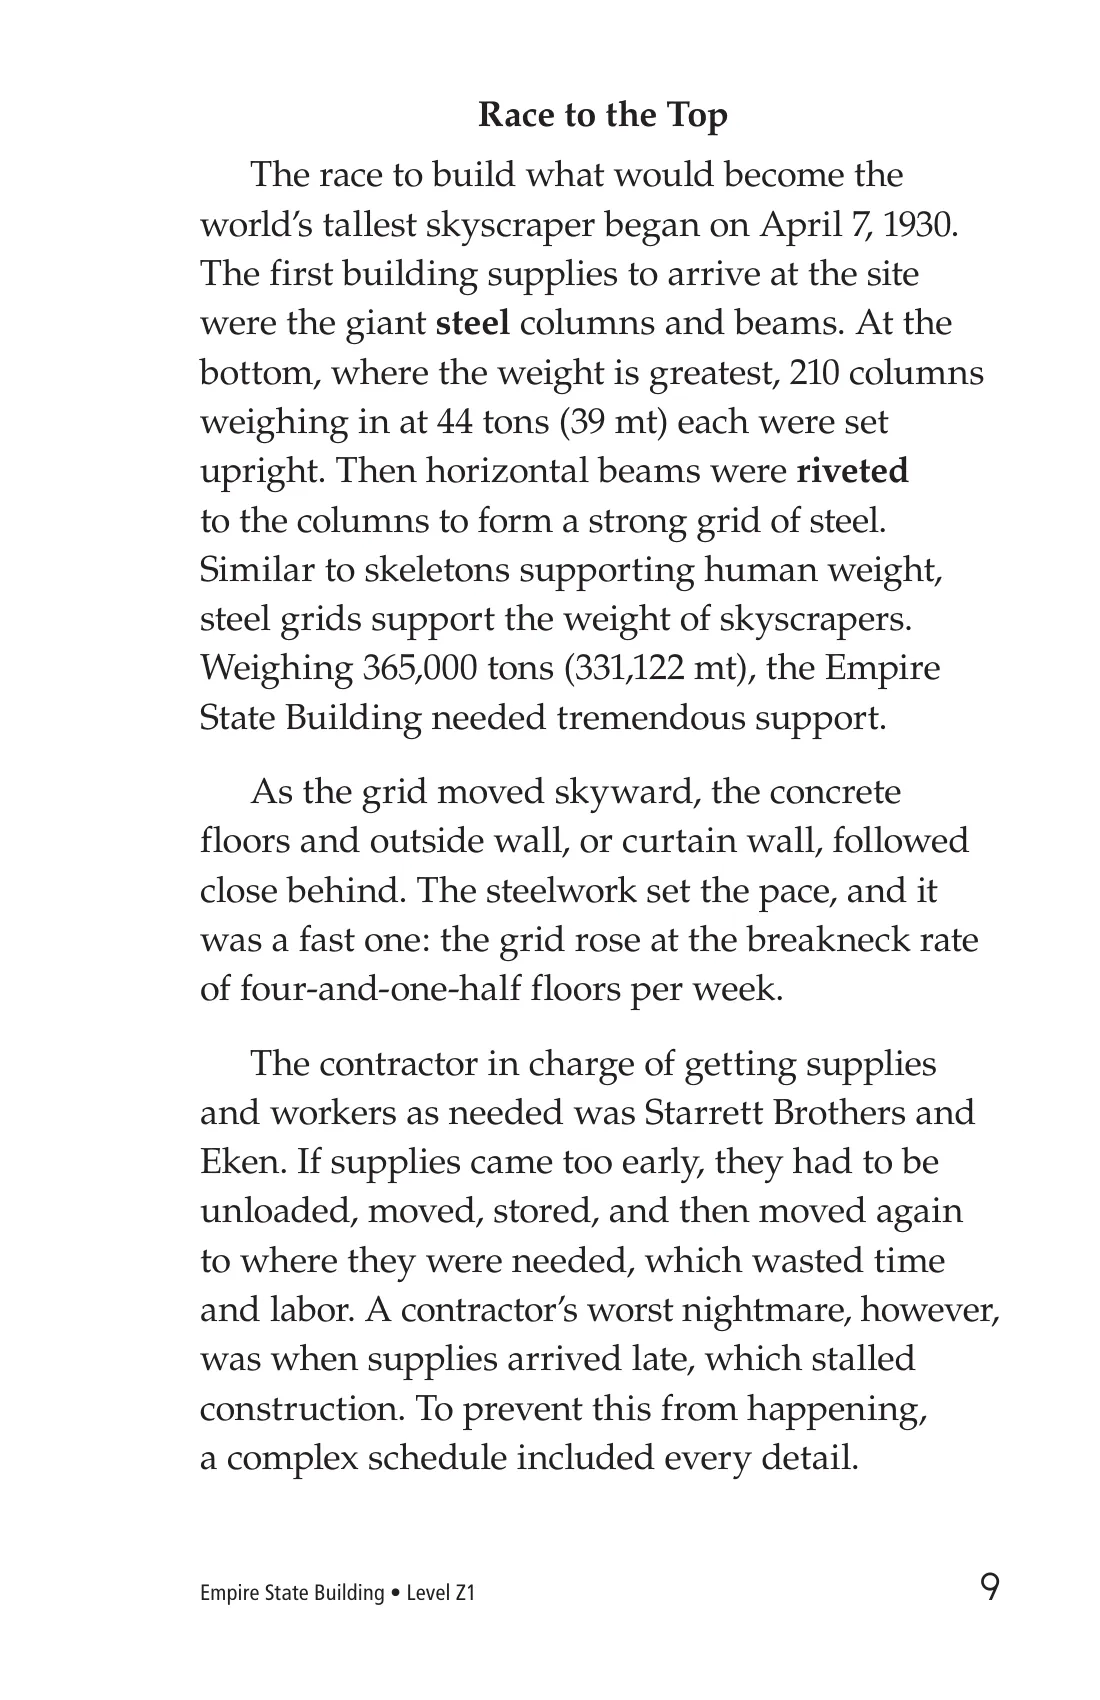 Race to the Top
The race to build what would become the
world’s tallest skyscraper began on April 7, 1930.
The first building supplies to arrive at the site
were the giant steel columns and beams. At the
bottom, where the weight is greatest, 210 columns
weighing in at 44 tons (39 mt) each were set
upright. Then horizontal beams were riveted
to the columns to form a strong grid of steel.
Similar to skeletons supporting human weight,
steel grids support the weight of skyscrapers.
Weighing 365,000 tons (331,122 mt), the Empire
State Building needed tremendous support.
As the grid moved skyward, the concrete
floors and outside wall, or curtain wall, followed
close behind. The steelwork set the pace, and it
was a fast one: the grid rose at the breakneck rate
of four-and-one-half floors per week.
The contractor in charge of getting supplies
and workers as needed was Starrett Brothers and
Eken. If supplies came too early, they had to be
unloaded, moved, stored, and then moved again
to where they were needed, which wasted time
and labor. A contractor’s worst nightmare, however,
was when supplies arrived late, which stalled
construction. To prevent this from happening,
a complex schedule included every detail.
Empire State Building • Level Z1
9